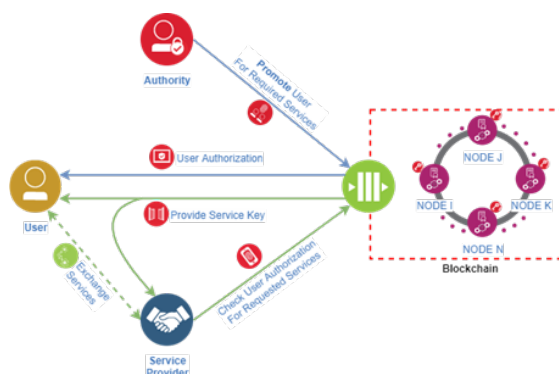 Authority
Promote User
For Required Services
User Authorization
NODE J
NODE I
NODE K
NODE N
User
Provide Service Key
Blockchain
Exchange
Services
Check User Authorization
For Requested Services
Service
Provider